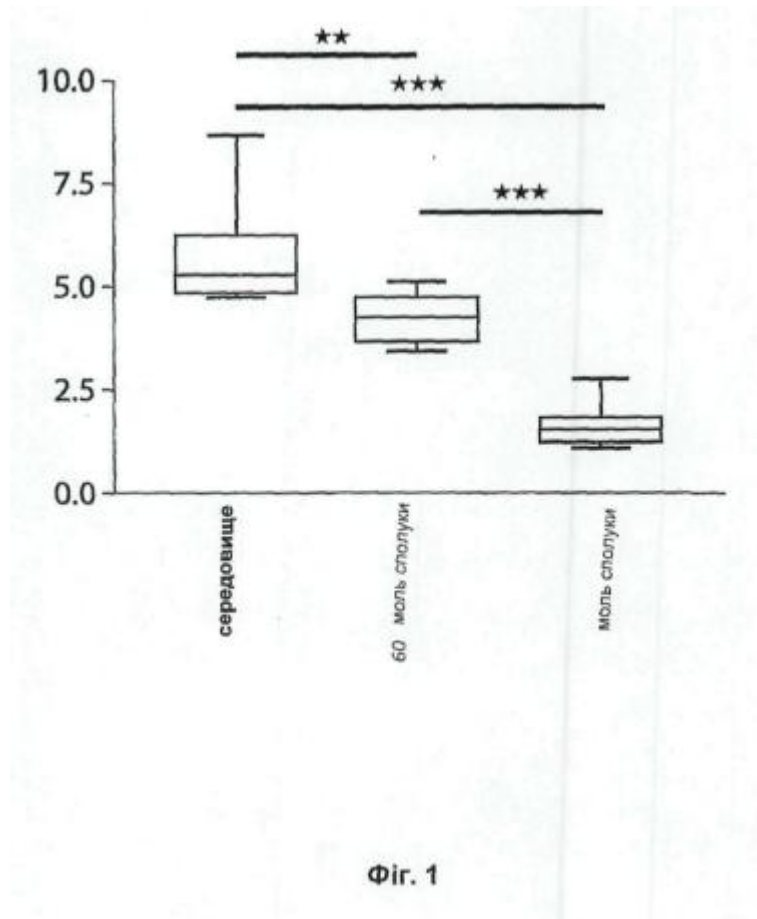 ★★
★★★
★★★
10.0
7.5
5.0
2.5
0.0
середовище
60 моль сполуки
моль сполуки
Фіг. 1